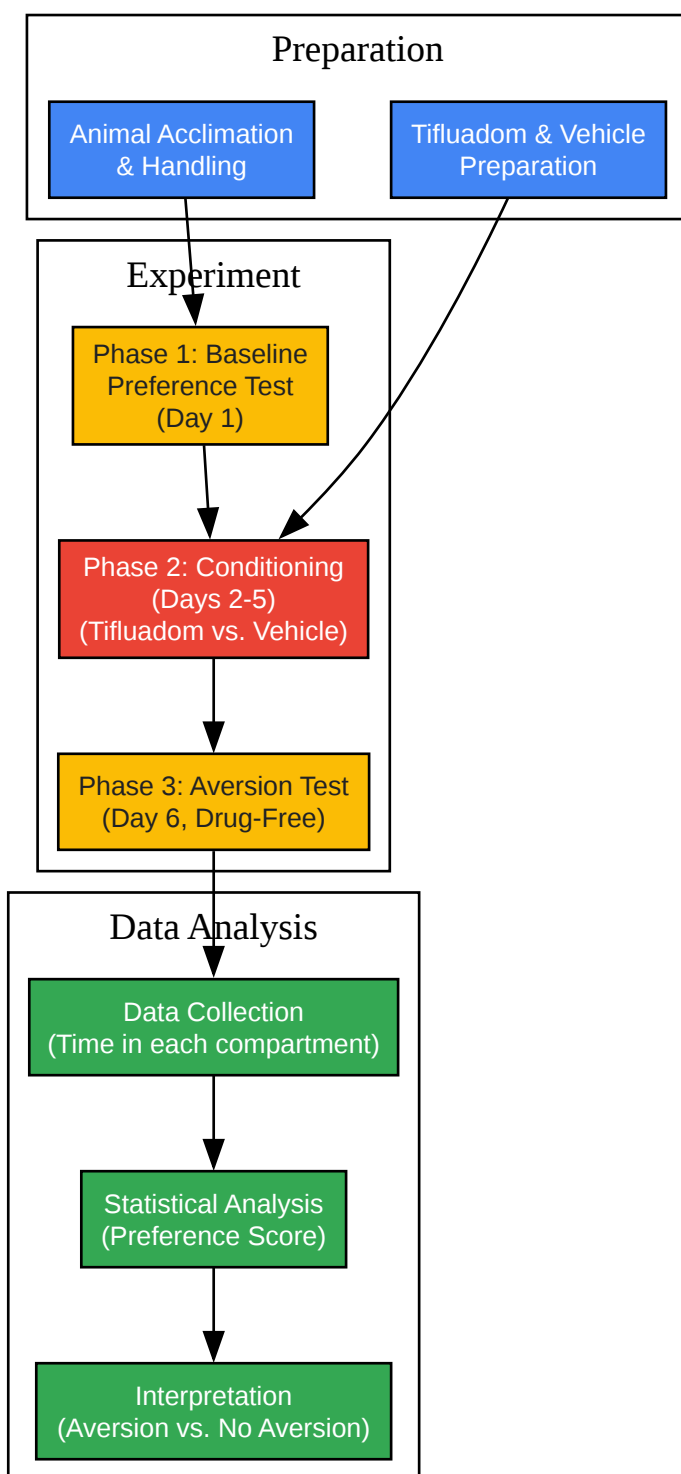 Preparation
Animal Acclimation
& Handling
Tifluadom & Vehicle
Preparation
Experiment
Phase 1: Baseline
Preference Test
(Day 1)
Phase 2: Conditioning
(Days 2-5)
(Tifluadom vs. Vehicle)
Phase 3: Aversion Test
(Day 6, Drug-Free)
Data Analysis
Data Collection
(Time in each compartment)
Statistical Analysis
(Preference Score)
Interpretation
(Aversion vs. No Aversion)